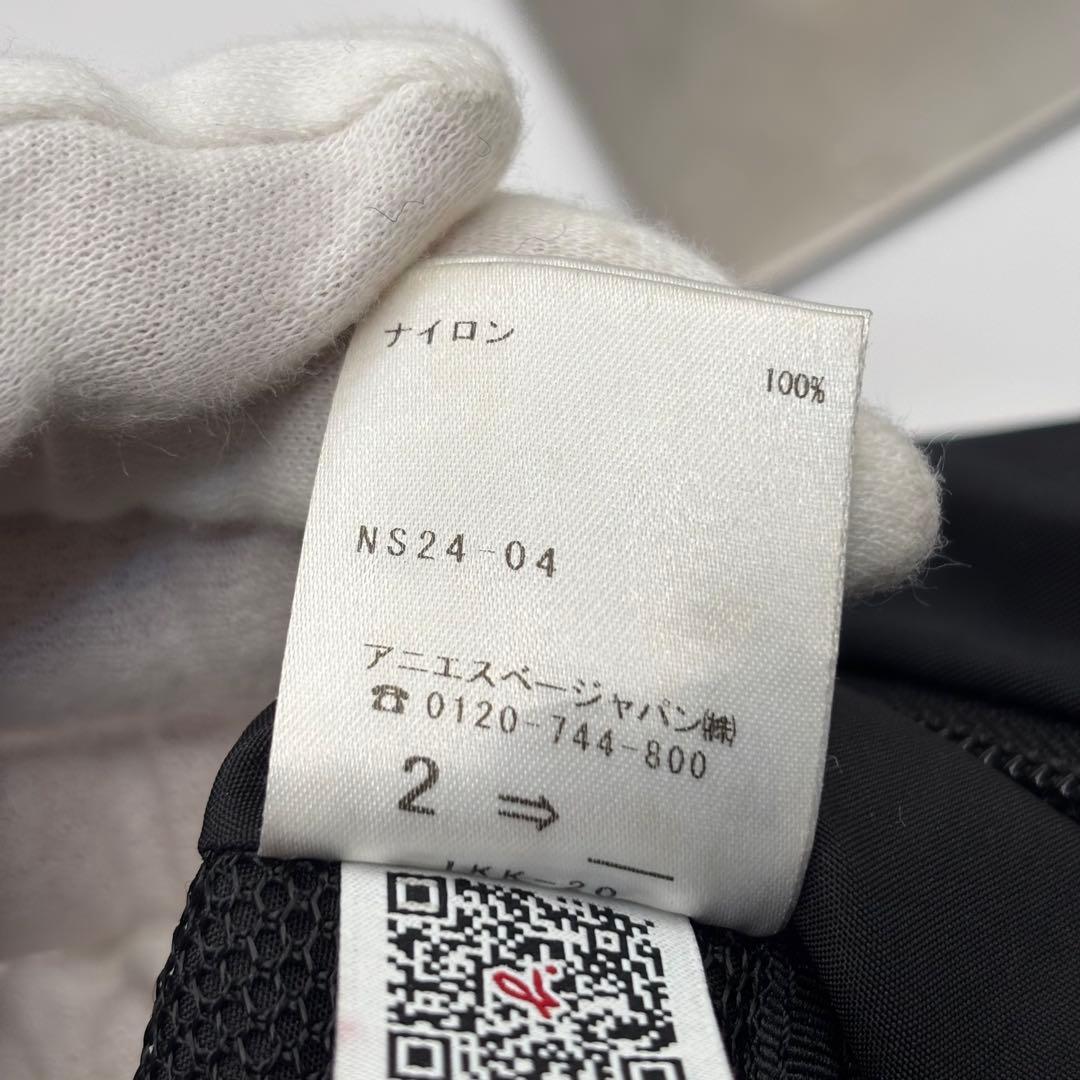 ナイロン
100%
NS24-04
アニエスベージャパン㈱
☎ 0120-744-800
2 ⇒
b.